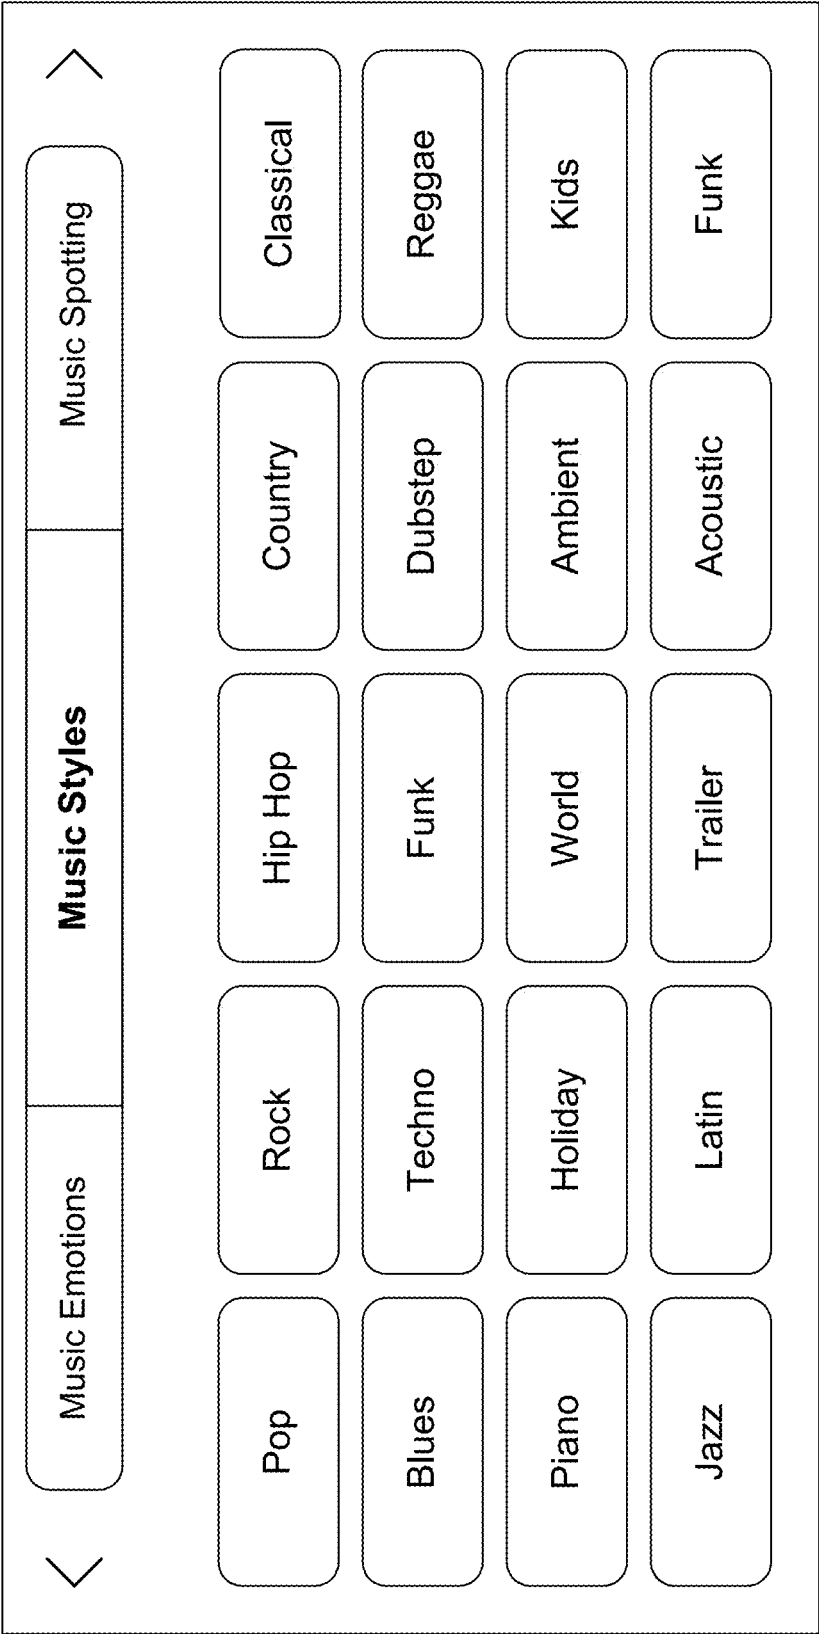 Music Emotions Music Styles Music Spotting
Pop Rock Hip Hop Country Classical
Blues Techno Funk Dubstep Reggae
Piano Holiday World Ambient Kids
Jazz Latin Trailer Acoustic Funk